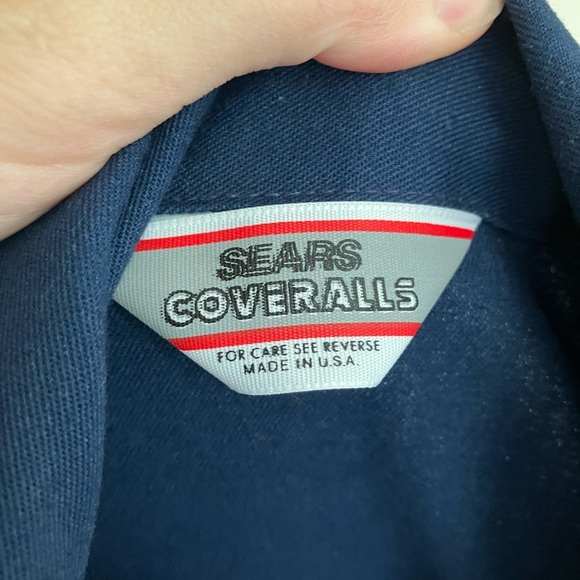 SEARS
COVERALLS
FOR CARE SEE REVERSE
MADE IN U.S.A.